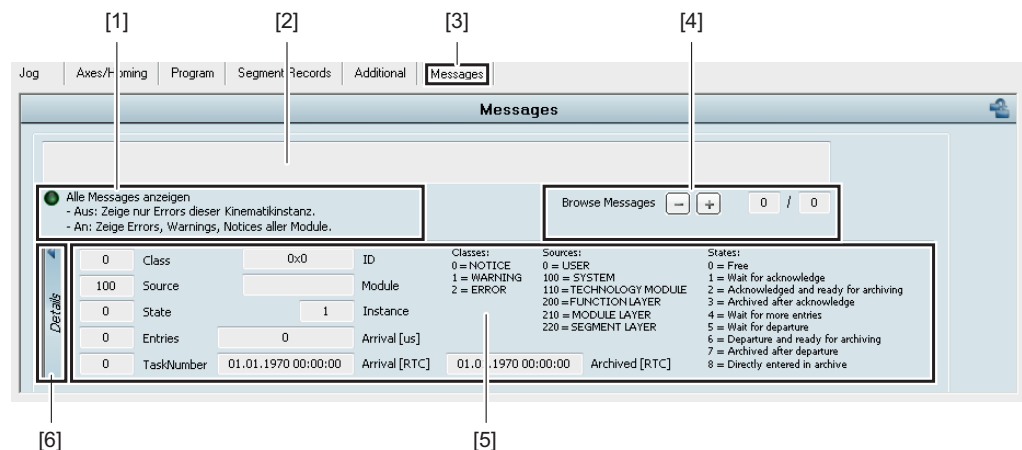 [1] [2] [3] [4]
Jog Axes/Homing Program Segment Records Additional Messages
Messages
Alle Messages anzeigen
- Aus: Zeige nur Errors dieser Kinematikinstanz.
- An: Zeige Errors, Warnings, Notices aller Module.
Browse Messages - + 0 / 0
Details
0 Class 0x0 ID
100 Source Module
0 State 1 Instance
0 Entries 0 Arrival [us]
0 TaskNumber 01.01.1970 00:00:00 Arrival [RTC] 01.01.1970 00:00:00 Archived [RTC]
Classes:
0 = NOTICE
1 = WARNING
2 = ERROR
Sources:
0 = USER
100 = SYSTEM
110 = TECHNOLOGY MODULE
200 = FUNCTION LAYER
210 = MODULE LAYER
220 = SEGMENT LAYER
States:
0 = Free
1 = Wait for acknowledge
2 = Acknowledged and ready for archiving
3 = Archived after acknowledge
4 = Wait for more entries
5 = Wait for departure
6 = Departure and ready for archiving
7 = Archived after departure
8 = Directly entered in archive
[6] [5]